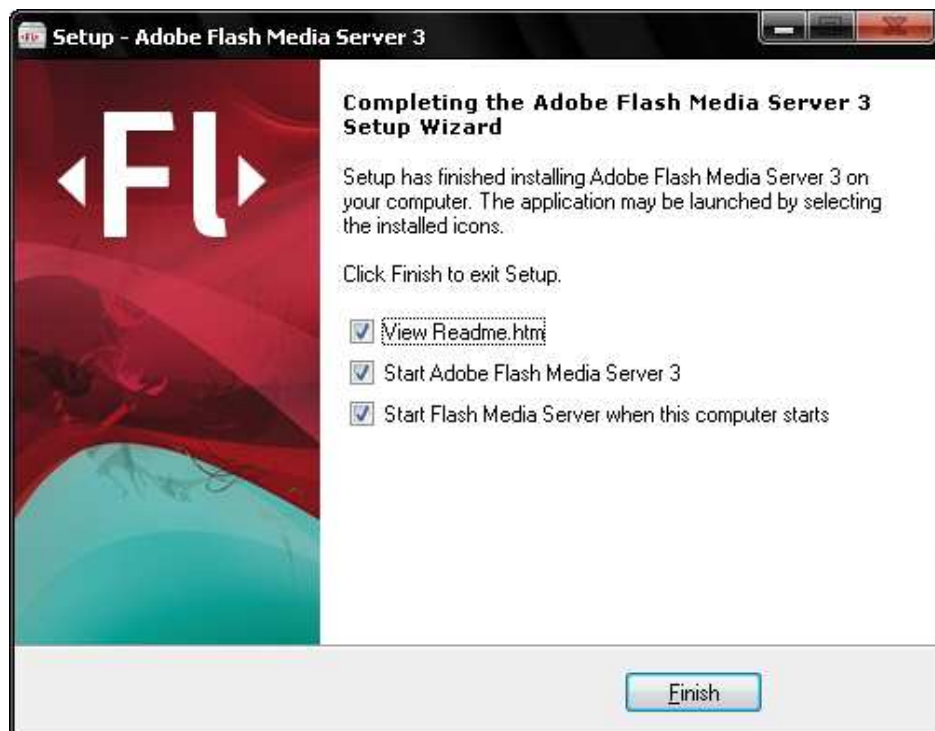 Setup - Adobe Flash Media Server 3
Fl
Completing the Adobe Flash Media Server 3
Setup Wizard
Setup has finished installing Adobe Flash Media Server 3 on
your computer. The application may be launched by selecting
the installed icons.
Click Finish to exit Setup.
View Readme.htm
Start Adobe Flash Media Server 3
Start Flash Media Server when this computer starts
Finish